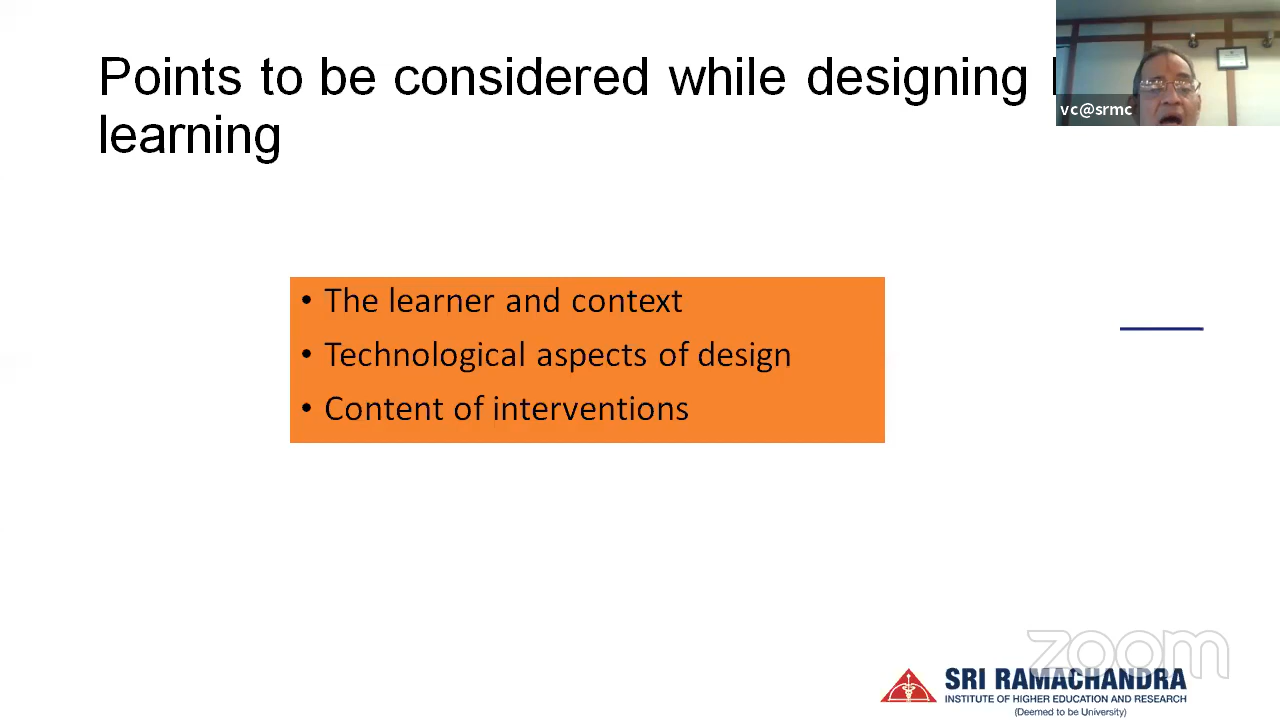 Points to be considered while designing
learning
vc@srmc
• The learner and context
• Technological aspects of design
• Content of interventions
zoom
SRI RAMACHANDRA
INSTITUTE OF HIGHER EDUCATION AND RESEARCH
(Deemed to be University)